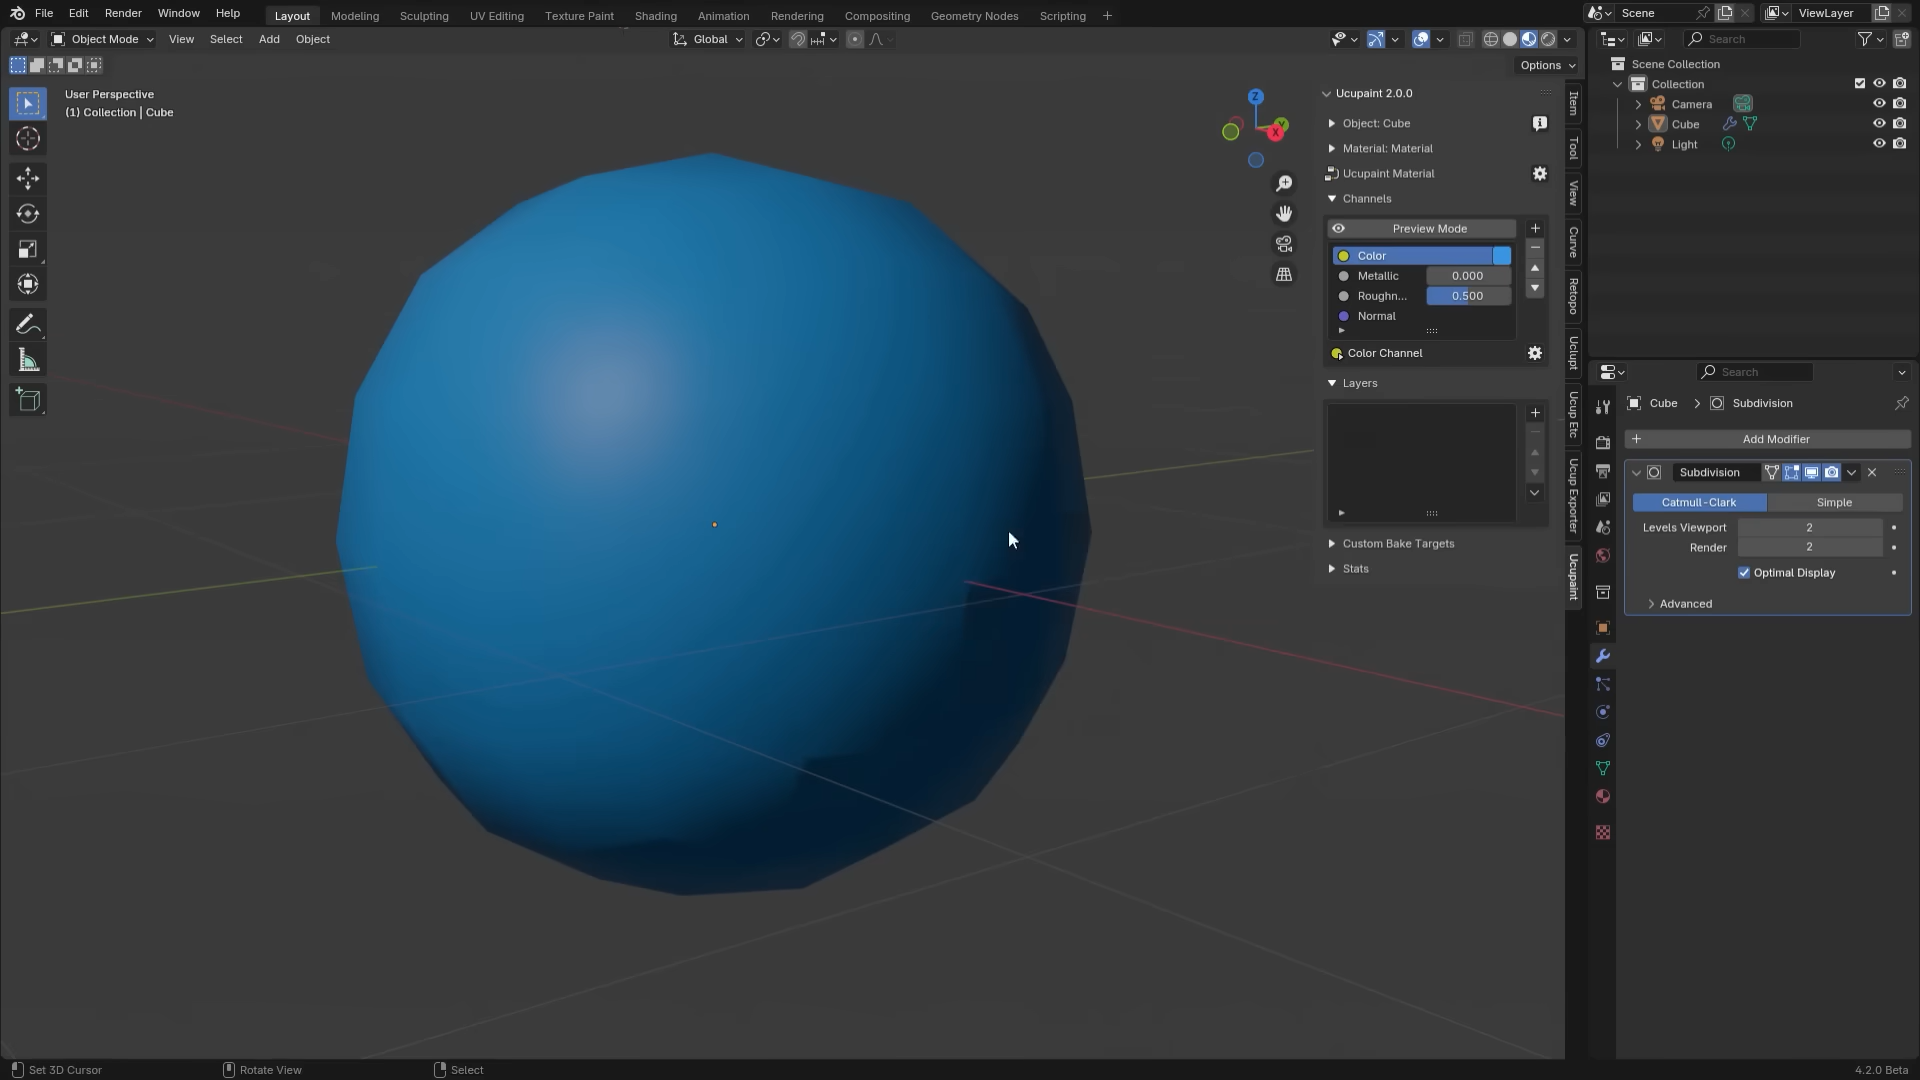 File Edit Render Window Help Layout Modeling Sculpting UV Editing Texture Paint Shading Animation Rendering Compositing Geometry Nodes Scripting + Scene ViewLayer
Object Mode View Select Add Object Global Search
Options
User Perspective
(1) Collection | Cube
Z
Y
X
Ucupaint 2.0.0
Object: Cube
Material: Material
Ucupaint Material
Channels
Preview Mode
Color
Metallic 0.000
Roughn... 0.500
Normal
Color Channel
Layers
Custom Bake Targets
Stats
Item
Tool
View
Curve
Retopo
Uclupt
Ucup Etc
Ucup Exporter
Ucupaint
Scene Collection
Collection
Camera
Cube
Light
Search
Cube > Subdivision
+ Add Modifier
Subdivision
Catmull-Clark Simple
Levels Viewport 2
Render 2
Optimal Display
Advanced
Set 3D Cursor Rotate View Select 4.2.0 Beta